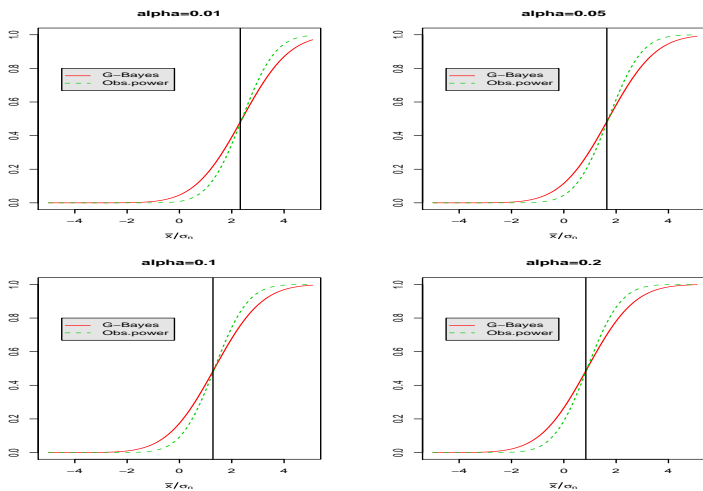 alpha=0.01
1.0
0.8
0.6
0.4
0.2
0.0
G−Bayes
Obs.power
−4 −2 0 2 4
x̄/σₙ
alpha=0.05
1.0
0.8
0.6
0.4
0.2
0.0
G−Bayes
Obs.power
−4 −2 0 2 4
x̄/σₙ
alpha=0.1
1.0
0.8
0.6
0.4
0.2
0.0
G−Bayes
Obs.power
−4 −2 0 2 4
x̄/σₙ
alpha=0.2
1.0
0.8
0.6
0.4
0.2
0.0
G−Bayes
Obs.power
−4 −2 0 2 4
x̄/σₙ